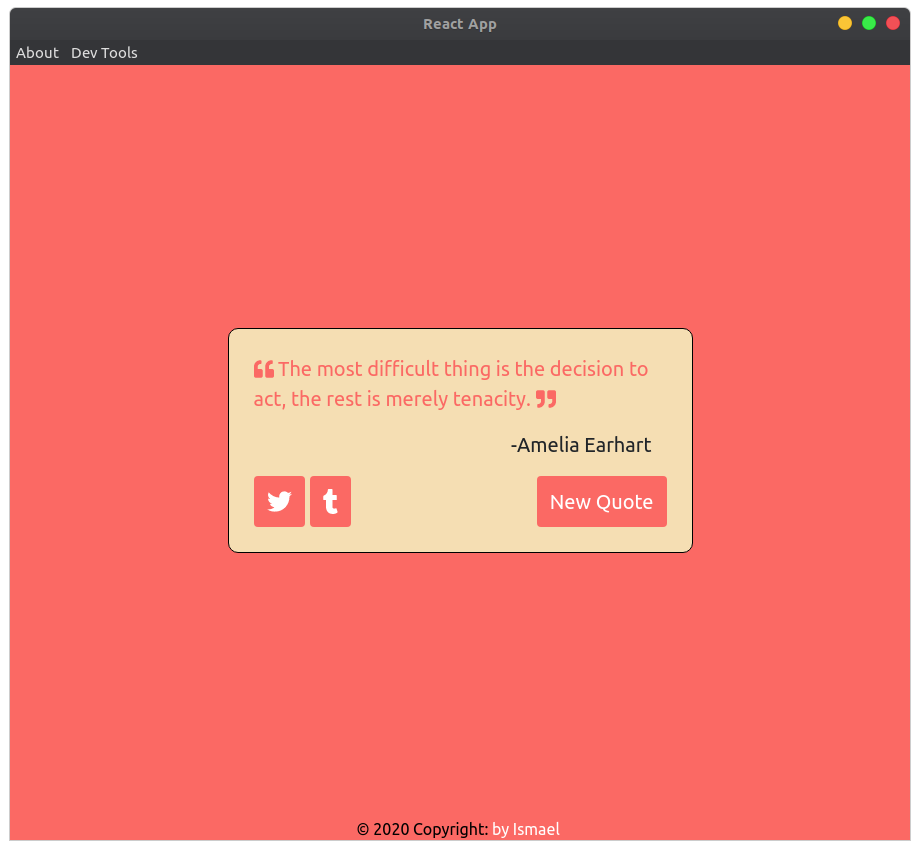 React App
About Dev Tools
“ The most difficult thing is the decision to
act, the rest is merely tenacity. ”
-Amelia Earhart
t New Quote
© 2020 Copyright: by Ismael